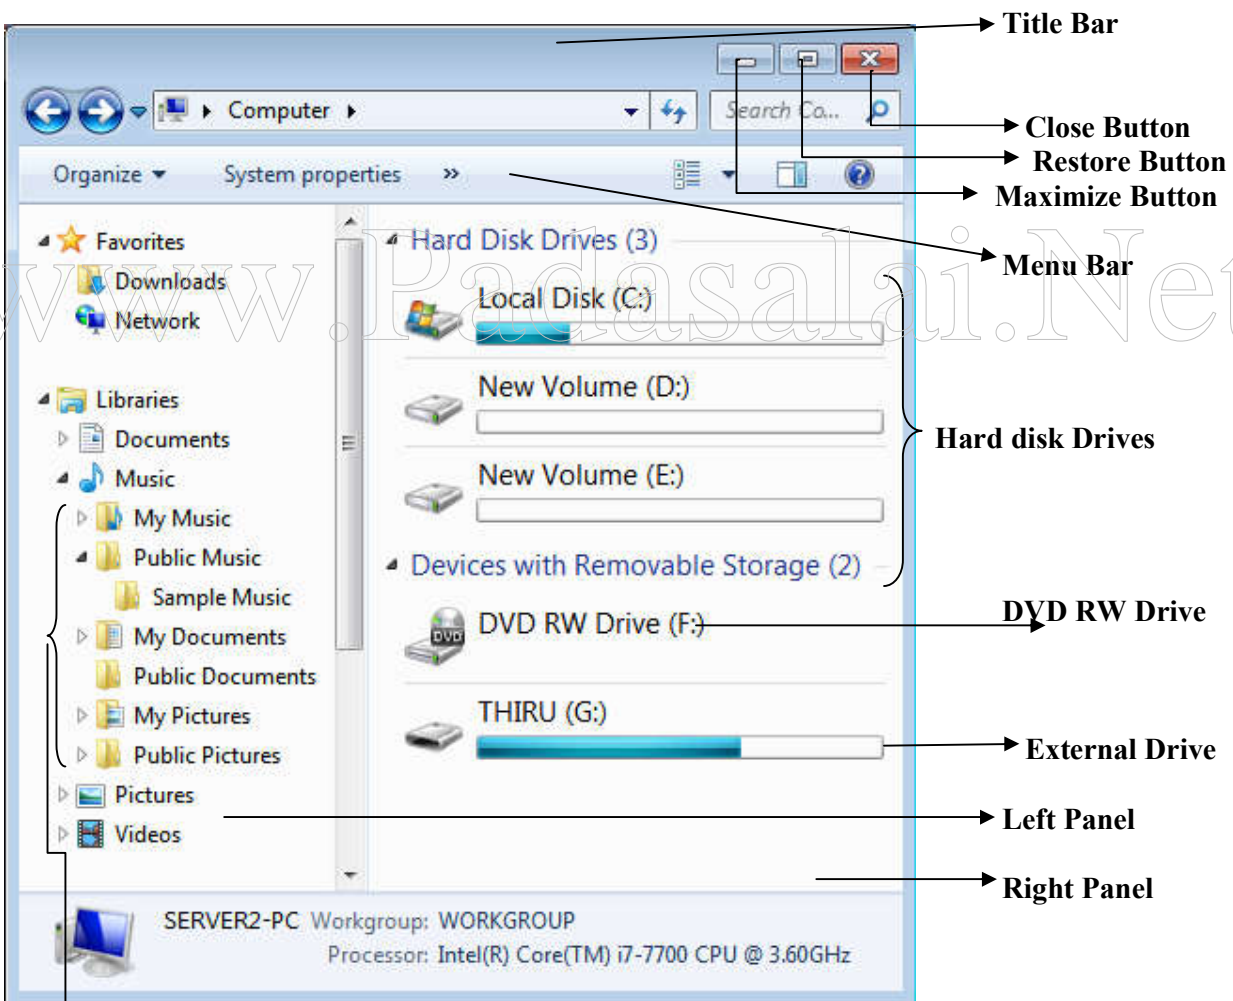 Title Bar
Computer
Search Co...
Close Button
Restore Button
Maximize Button
Organize
System properties
»
Menu Bar
Favorites
Downloads
Network
Libraries
Documents
Music
My Music
Public Music
Sample Music
My Documents
Public Documents
My Pictures
Public Pictures
Pictures
Videos
Hard Disk Drives (3)
Local Disk (C:)
New Volume (D:)
New Volume (E:)
Hard disk Drives
Devices with Removable Storage (2)
DVD
DVD RW Drive (F:)
DVD RW Drive
THIRU (G:)
External Drive
Left Panel
Right Panel
SERVER2-PC Workgroup: WORKGROUP
Processor: Intel(R) Core(TM) i7-7700 CPU @ 3.60GHz
www.Padasalai.Net